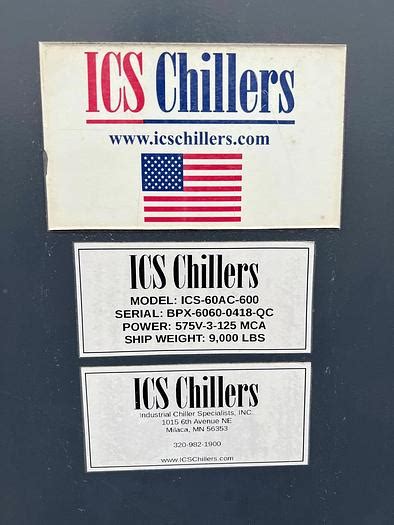 ICS Chillers
www.icschillers.com
ICS Chillers
MODEL: ICS-60AC-600
SERIAL: BPX-6060-0418-QC
POWER: 575V-3-125 MCA
SHIP WEIGHT: 9,000 LBS
ICS Chillers
Industrial Chiller Specialists, INC.
1015 6th Avenue NE
Milaca, MN 56353
320-982-1900
www.ICSChillers.com